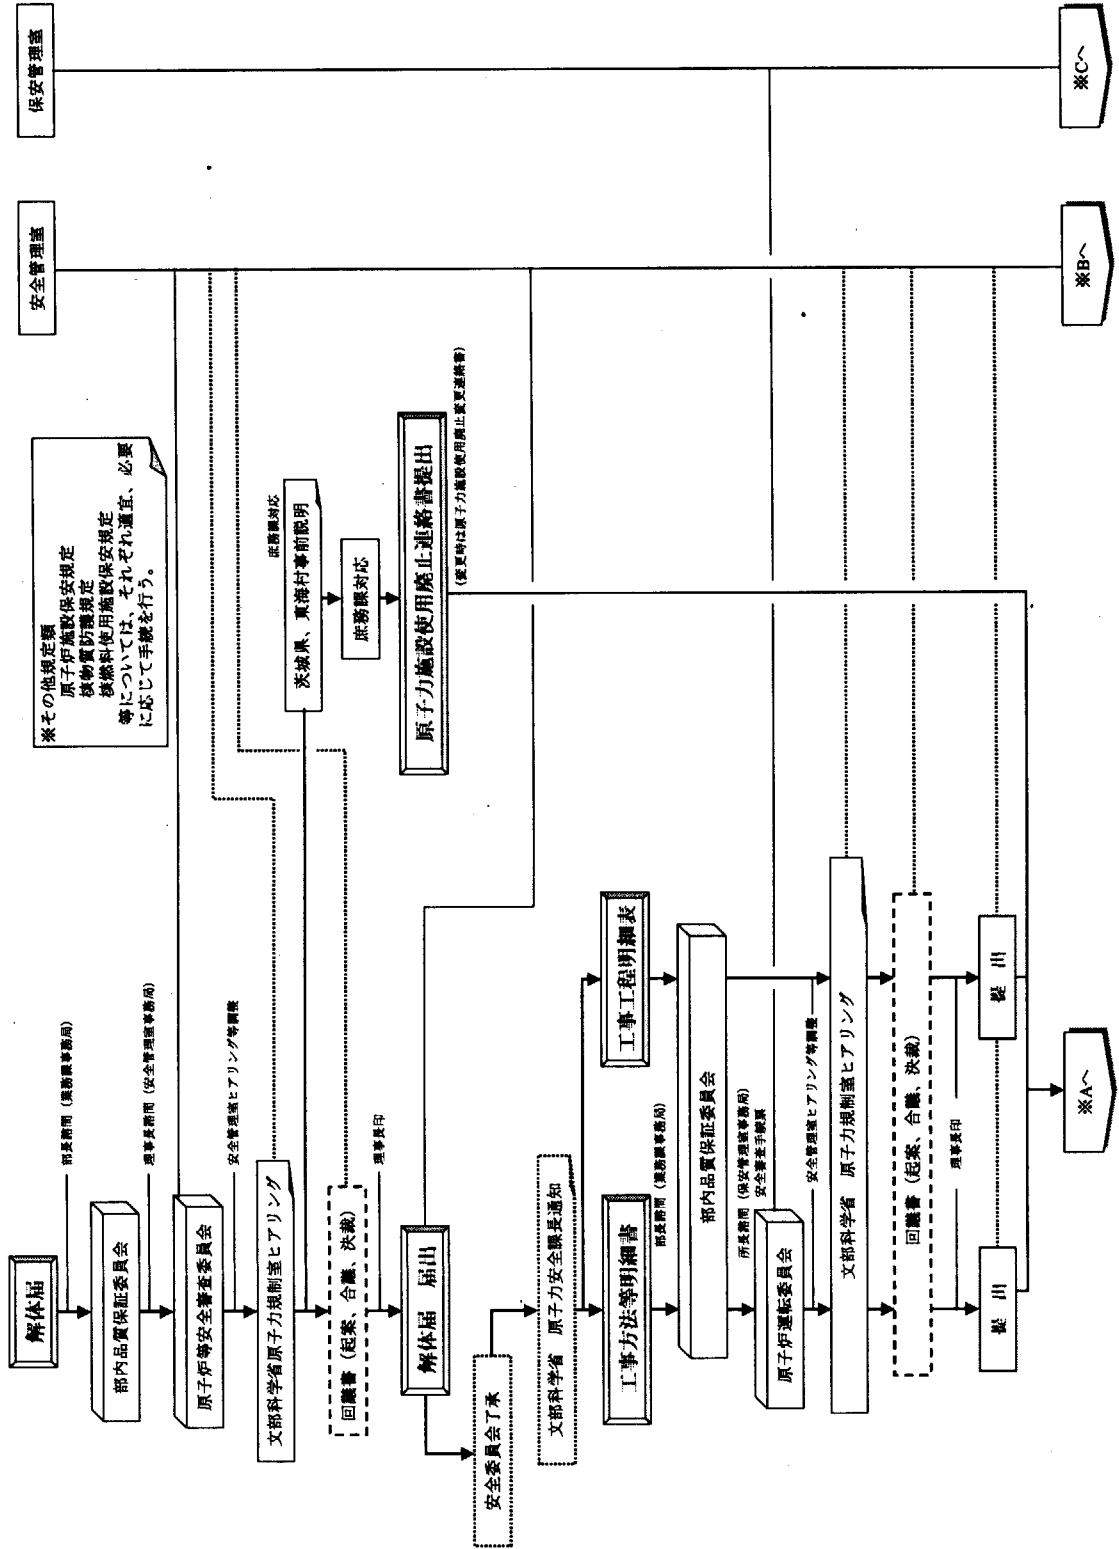 解体届
部長諮問（業務課事務局）
部内品質保証委員会
理事長諮問（安全管理室事務局）
原子炉等安全審査委員会
安全管理室ヒアリング等調整
文部科学省原子力規制室ヒアリング
回議書（起案、合議、決裁）
理事長印
解体届　届出
安全委員会了承
文部科学省　原子力安全課長通知
工事方法等明細書
工事工程明細表
部長諮問（業務課事務局）
部内品質保証委員会
所長諮問（保安管理室事務局）
安全審査手続票
原子炉運転委員会
安全管理室ヒアリング等調整
文部科学省　原子力規制室ヒアリング
回議書（起案、合議、決裁）
理事長印
提　出
提　出
※Aへ
※その他規定類
原子炉施設保安規定
核物質防護規定
核燃料使用施設保安規定
等については、それぞれ適宜、必要
に応じて手続を行う。
庶務課対応
茨城県、東海村事前説明
庶務課対応
原子力施設使用廃止連絡書提出
（変更時は原子力施設使用廃止変更連絡書）
安全管理室
※Bへ
保安管理室
※Cへ